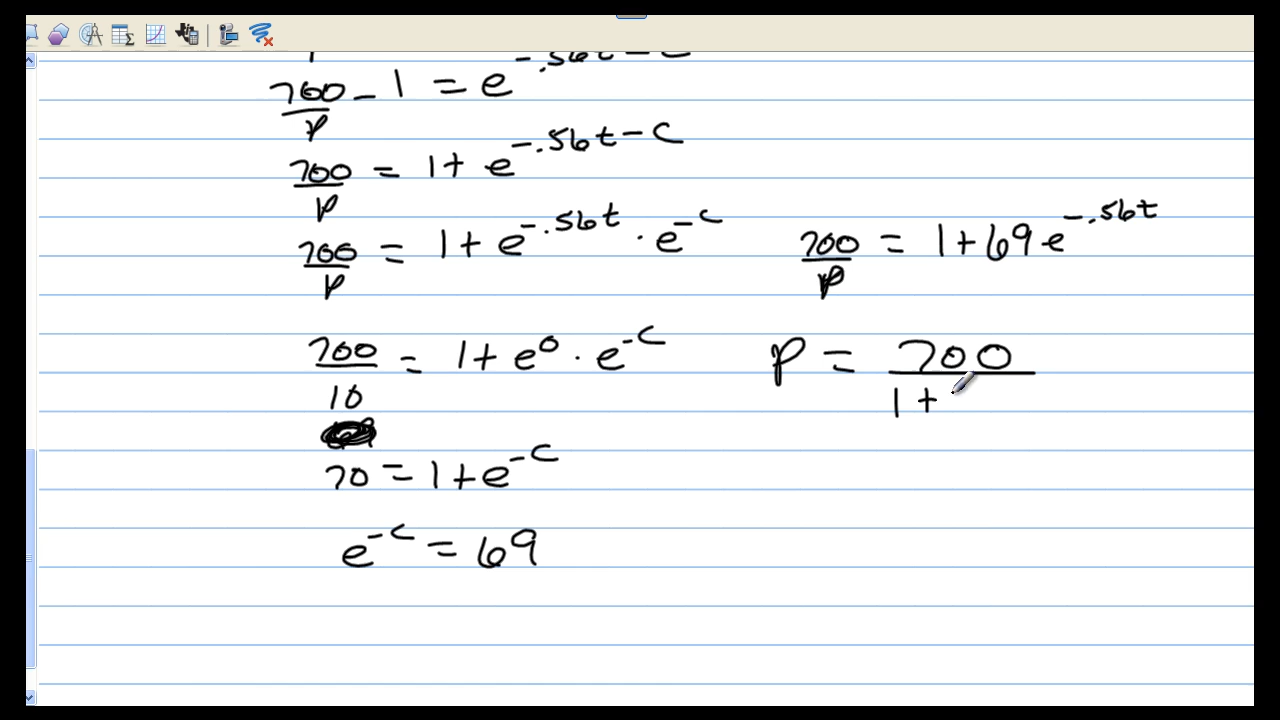 700/P - 1 = e^(-.56t - C)
700/P = 1 + e^(-.56t - C)
700/P = 1 + e^(-.56t) · e^(-C)
700/10 = 1 + e^0 · e^(-C)
70 = 1 + e^(-C)
e^(-C) = 69
700/P = 1 + 69e^(-.56t)
P = 700/(1 +